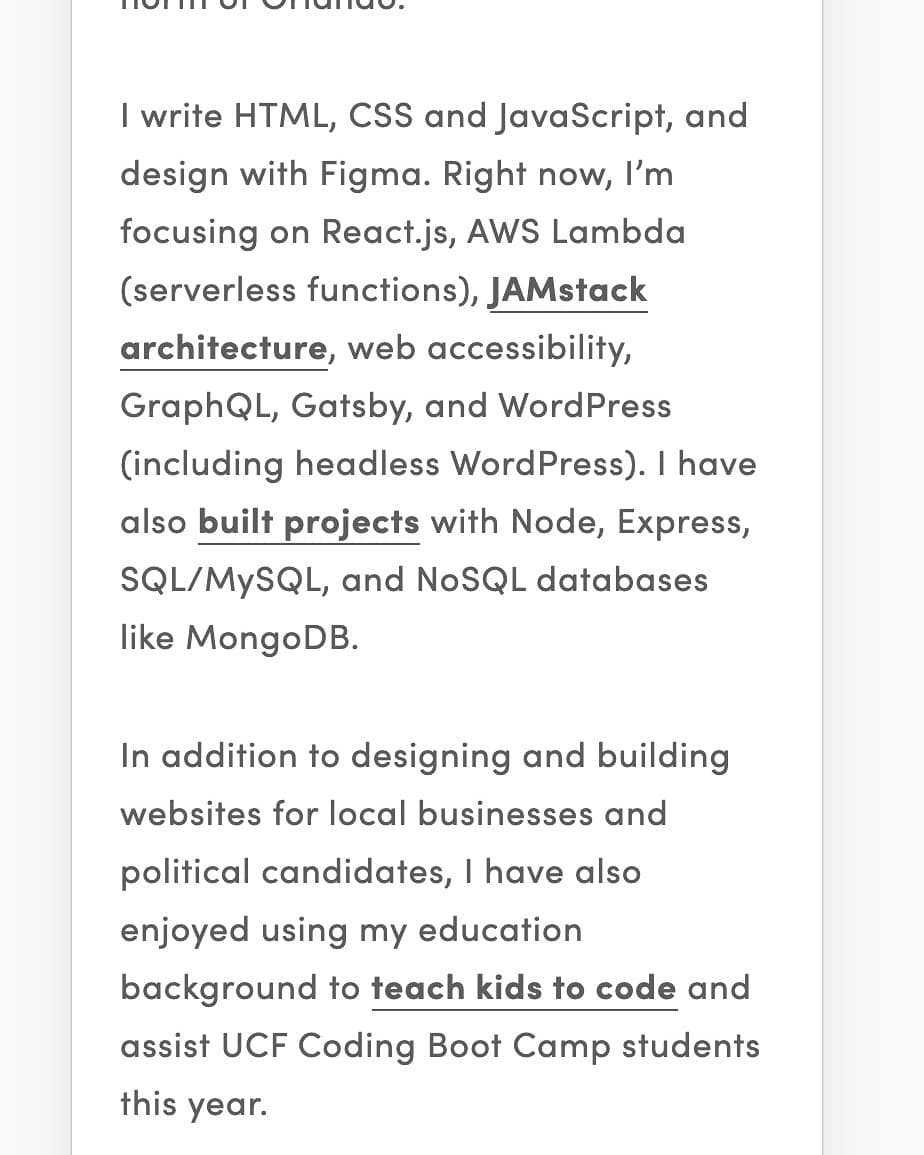 north of Orlando.
I write HTML, CSS and JavaScript, and
design with Figma. Right now, I’m
focusing on React.js, AWS Lambda
(serverless functions), JAMstack
architecture, web accessibility,
GraphQL, Gatsby, and WordPress
(including headless WordPress). I have
also built projects with Node, Express,
SQL/MySQL, and NoSQL databases
like MongoDB.
In addition to designing and building
websites for local businesses and
political candidates, I have also
enjoyed using my education
background to teach kids to code and
assist UCF Coding Boot Camp students
this year.